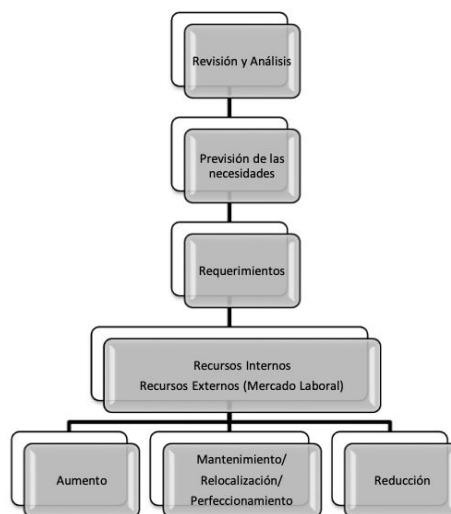 Revisión y Análisis
Previsión de las
necesidades
Requerimientos
Recursos Internos
Recursos Externos (Mercado Laboral)
Aumento
Mantenimiento/
Relocalización/
Perfeccionamiento
Reducción